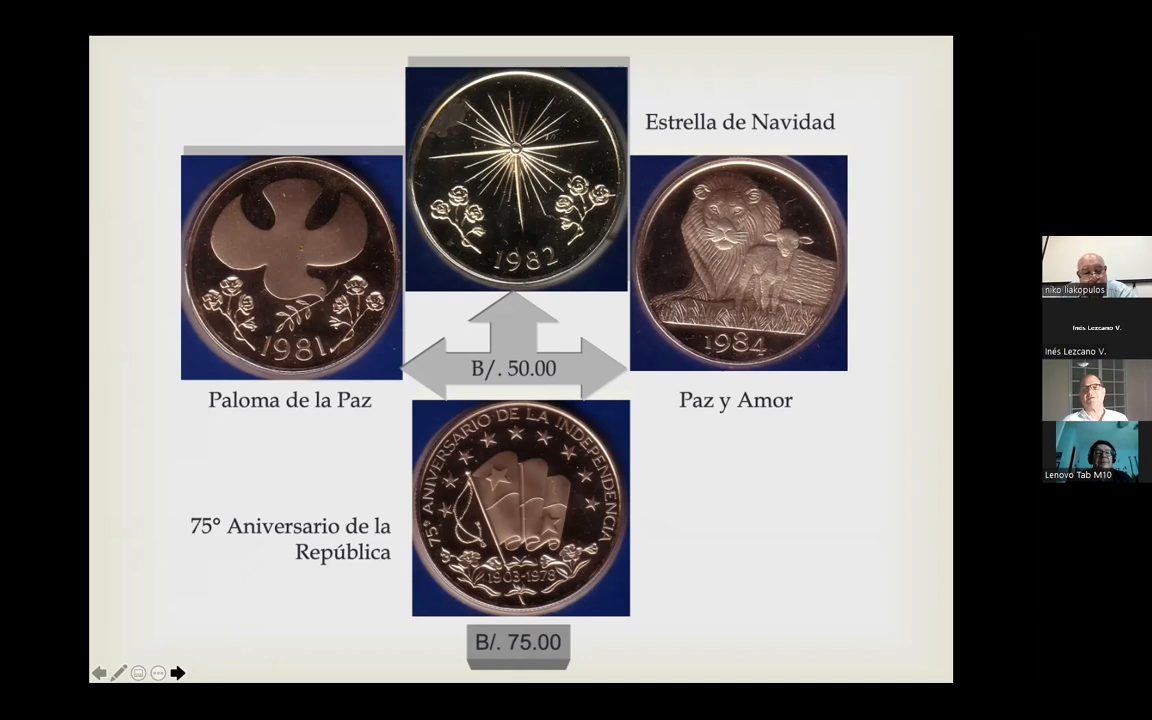 Estrella de Navidad
1982
1981
1984
B/. 50.00
Paloma de la Paz
Paz y Amor
75º ANIVERSARIO DE LA INDEPENDENCIA
1903-1978
75° Aniversario de la
República
B/. 75.00
niko liakopulos
Inés Lezcano V.
Inés Lezcano V.
Lenovo Tab M10